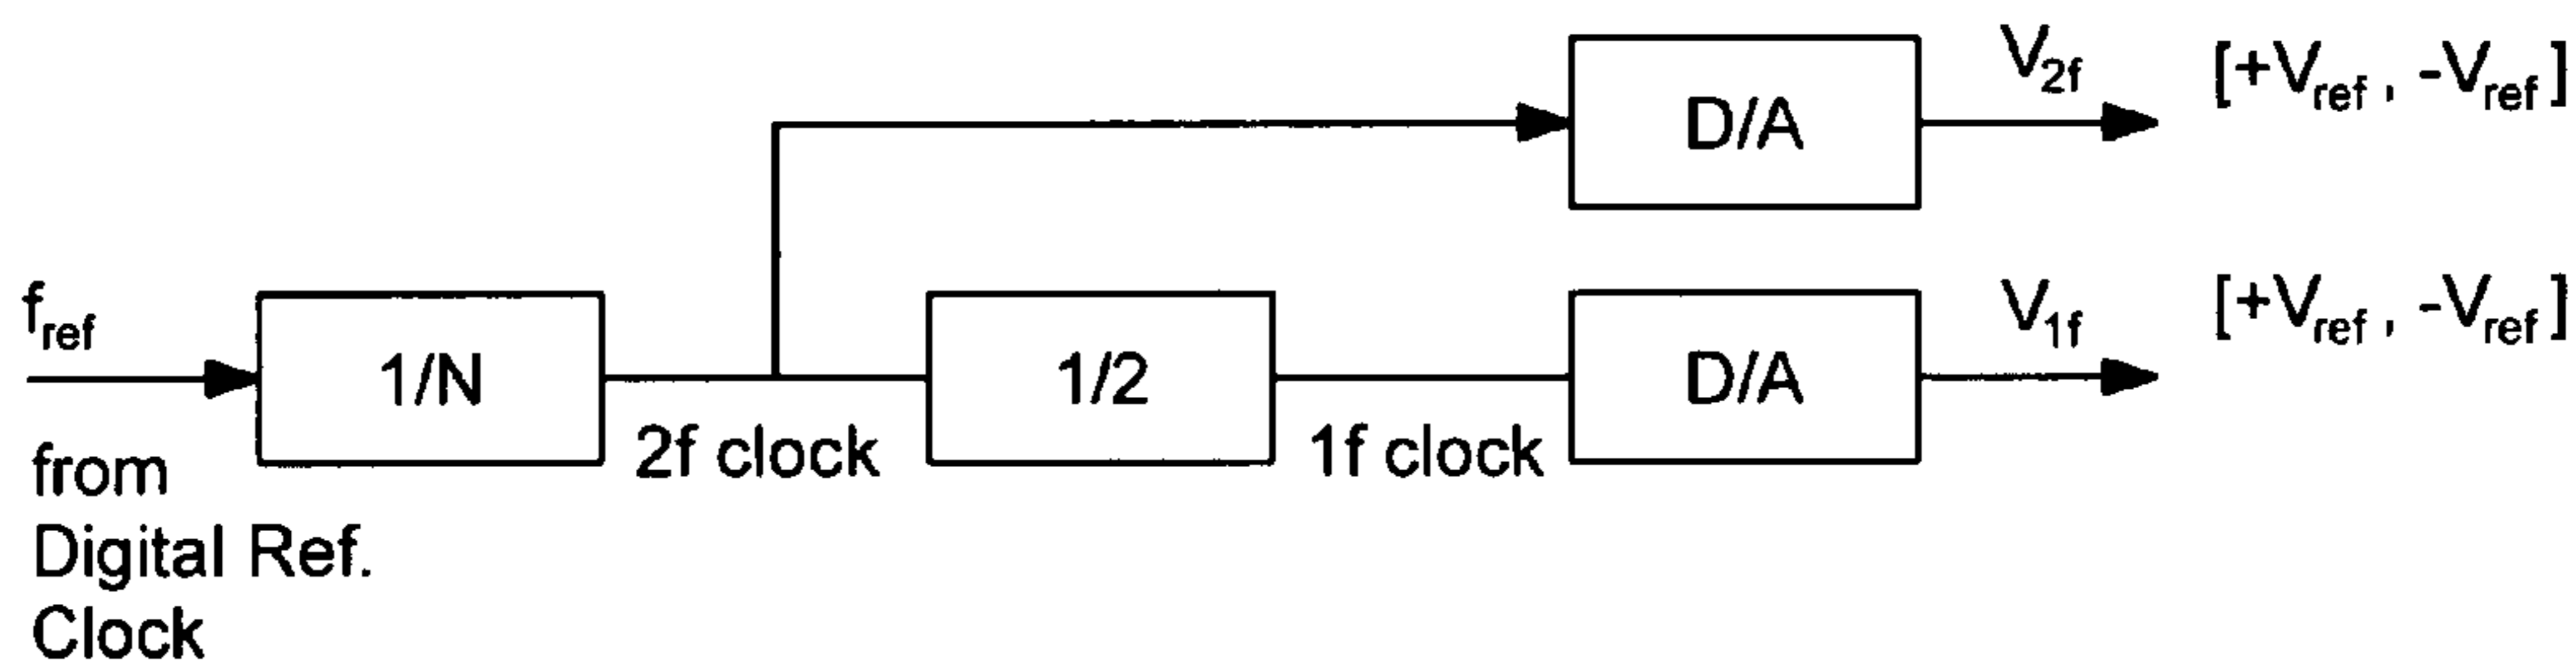 V2f [+Vref , -Vref]
D/A
fref
1/N
2f clock
1/2
1f clock
D/A
V1f [+Vref , -Vref]
from
Digital Ref.
Clock